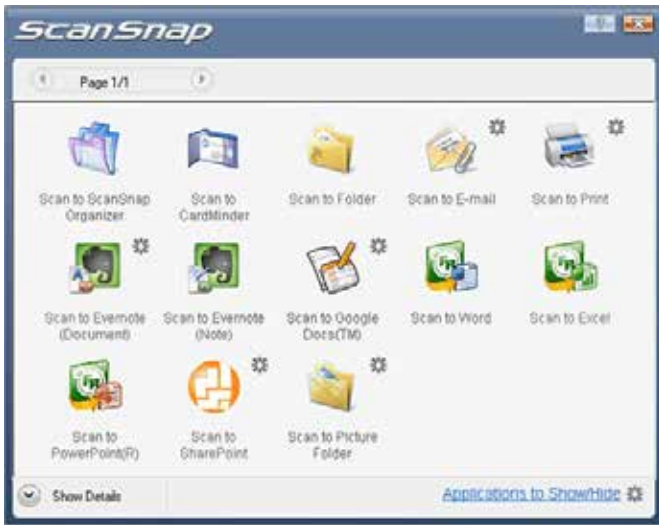 ScanSnap
Page 1/1
Scan to ScanSnap
Organizer
Scan to
CardMinder
Scan to Folder
Scan to E-mail
Scan to Print
Scan to Evernote
(Document)
Scan to Evernote
(Note)
Scan to Google
Docs(TM)
Scan to Word
Scan to Excel
Scan to
PowerPoint(R)
Scan to
SharePoint
Scan to Picture
Folder
Show Details
Applications to Show/Hide